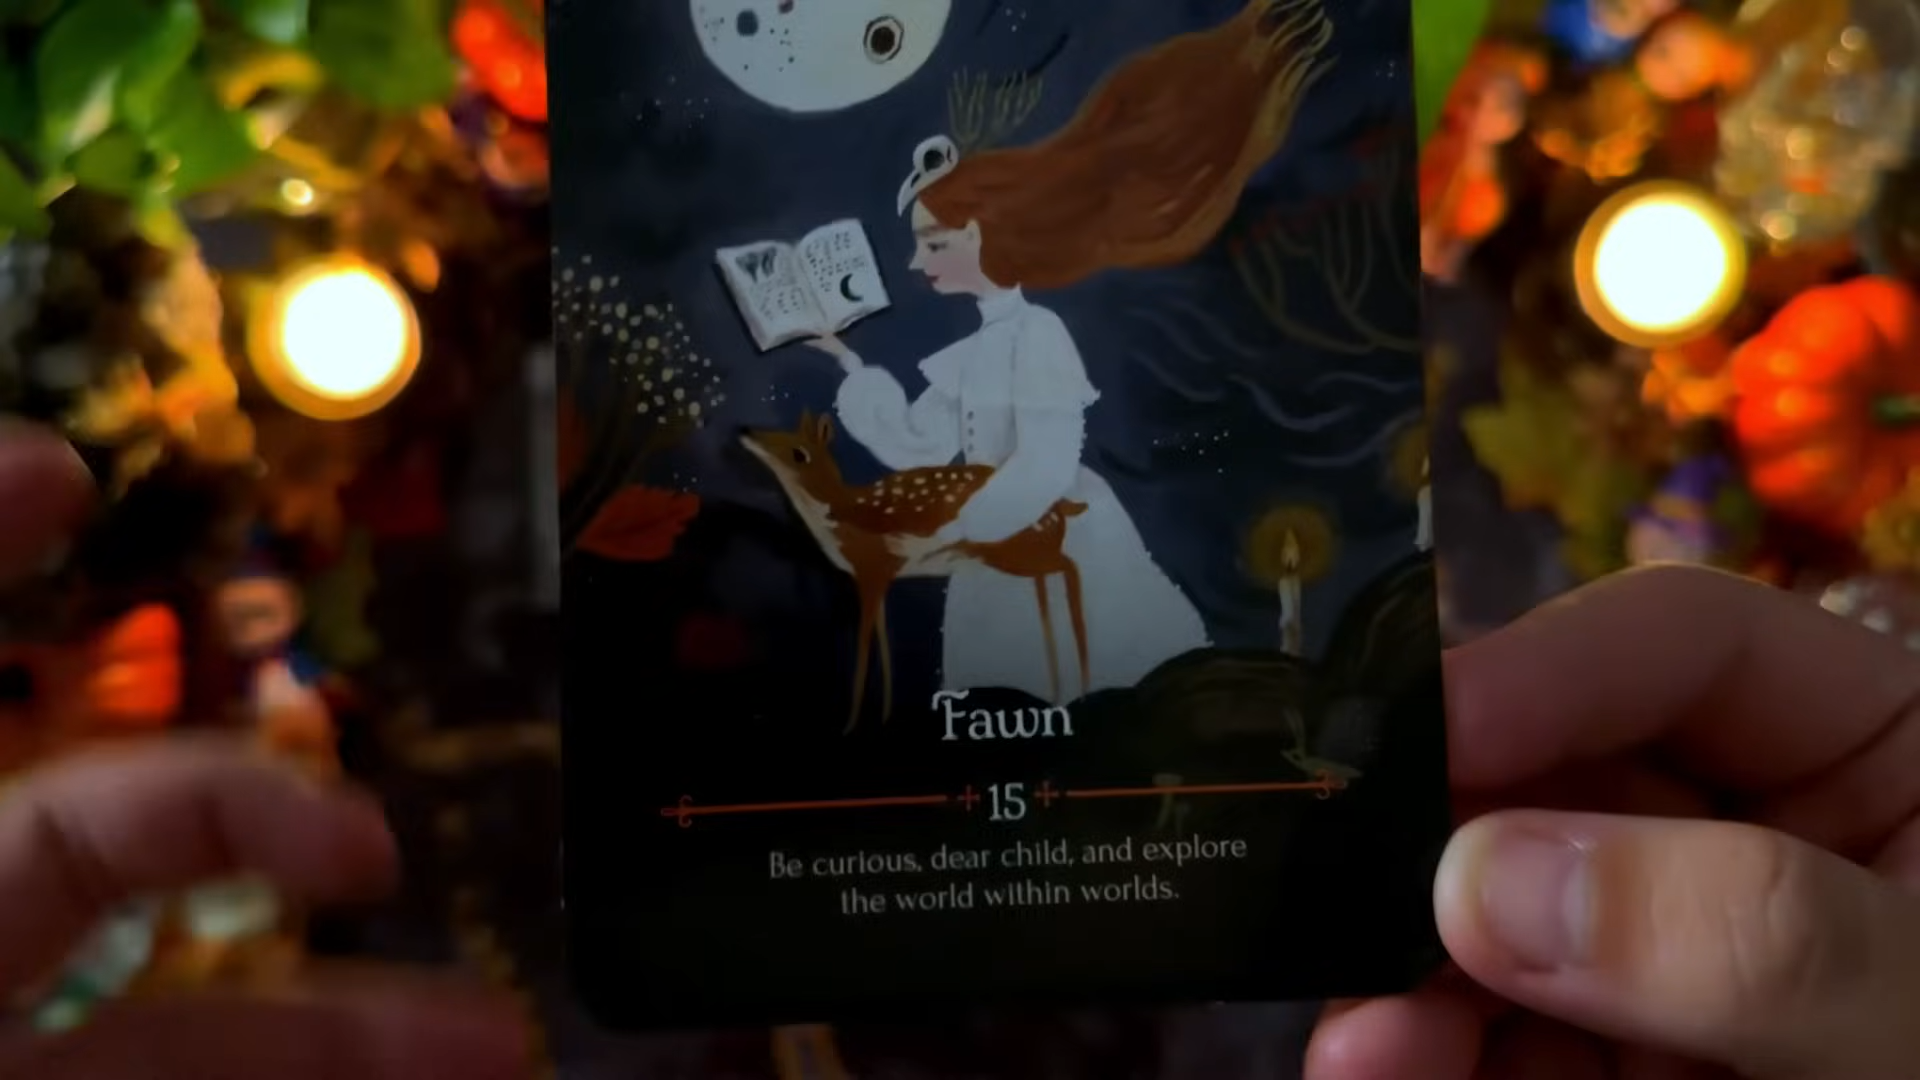 Fawn
15
Be curious, dear child, and explore
the world within worlds.